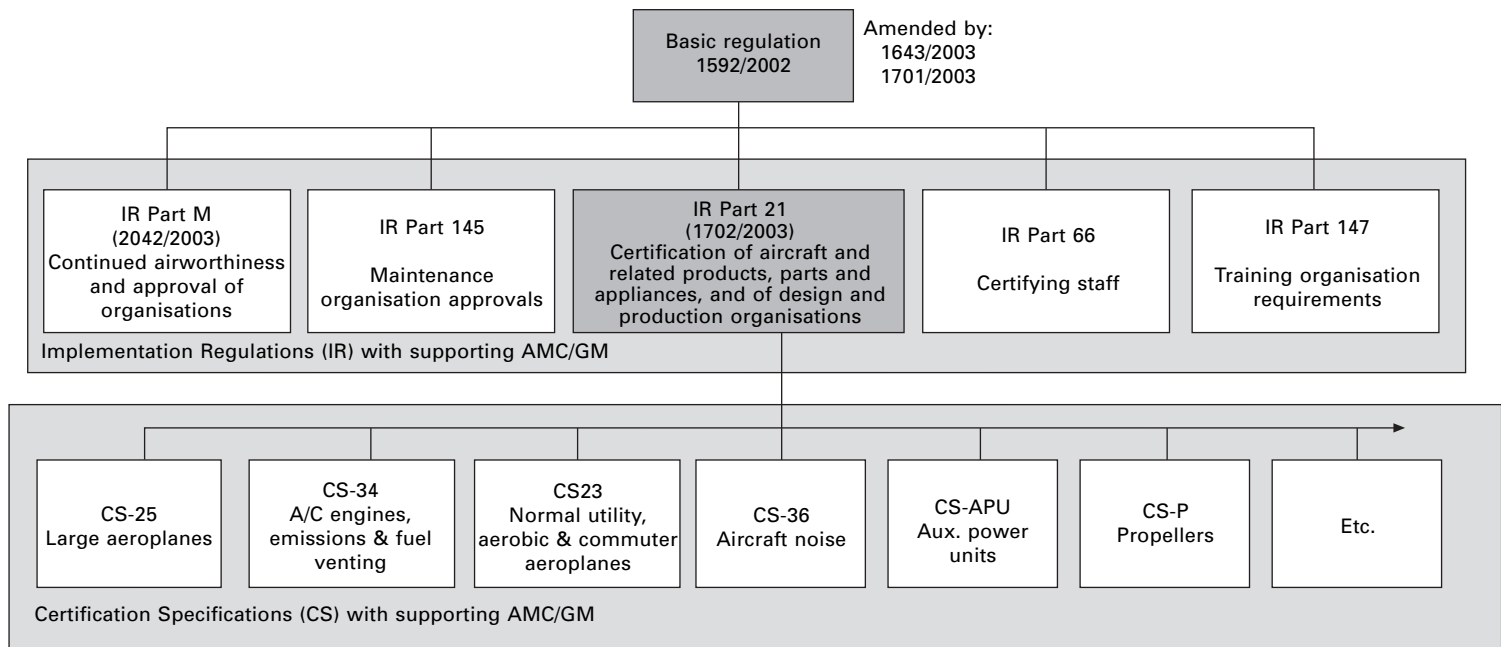 Basic regulation
1592/2002
Amended by:
1643/2003
1701/2003
IR Part M
(2042/2003)
Continued airworthiness
and approval of
organisations
IR Part 145
Maintenance
organisation approvals
IR Part 21
(1702/2003)
Certification of aircraft and
related products, parts and
appliances, and of design and
production organisations
IR Part 66
Certifying staff
IR Part 147
Training organisation
requirements
Implementation Regulations (IR) with supporting AMC/GM
CS-25
Large aeroplanes
CS-34
A/C engines,
emissions & fuel
venting
CS23
Normal utility,
aerobic & commuter
aeroplanes
CS-36
Aircraft noise
CS-APU
Aux. power
units
CS-P
Propellers
Etc.
Certification Specifications (CS) with supporting AMC/GM